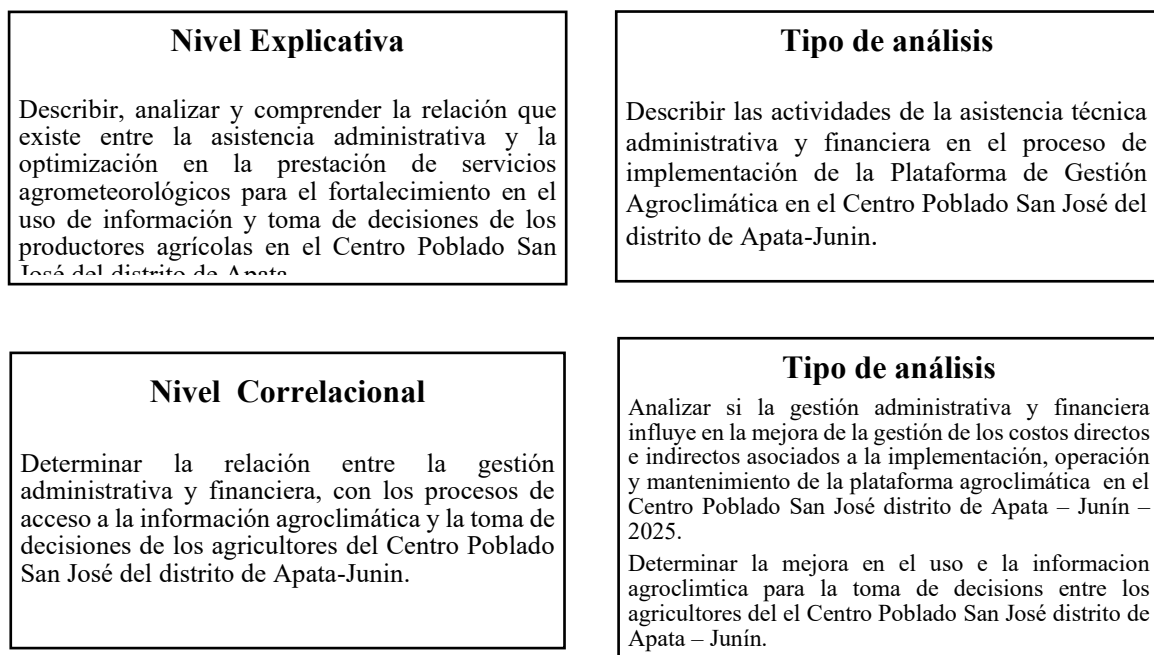 Nivel Explicativa
Describir, analizar y comprender la relación que
existe entre la asistencia administrativa y la
optimización en la prestación de servicios
agrometeorológicos para el fortalecimiento en el
uso de información y toma de decisiones de los
productores agrícolas en el Centro Poblado San
José del distrito de Apata
Tipo de análisis
Describir las actividades de la asistencia técnica
administrativa y financiera en el proceso de
implementación de la Plataforma de Gestión
Agroclimática en el Centro Poblado San José del
distrito de Apata-Junin.
Nivel Correlacional
Determinar la relación entre la gestión
administrativa y financiera, con los procesos de
acceso a la información agroclimática y la toma de
decisiones de los agricultores del Centro Poblado
San José del distrito de Apata-Junin.
Tipo de análisis
Analizar si la gestión administrativa y financiera
influye en la mejora de la gestión de los costos directos
e indirectos asociados a la implementación, operación
y mantenimiento de la plataforma agroclimática en el
Centro Poblado San José distrito de Apata – Junín –
2025.
Determinar la mejora en el uso e la informacion
agroclimtica para la toma de decisions entre los
agricultores del el Centro Poblado San José distrito de
Apata – Junín.